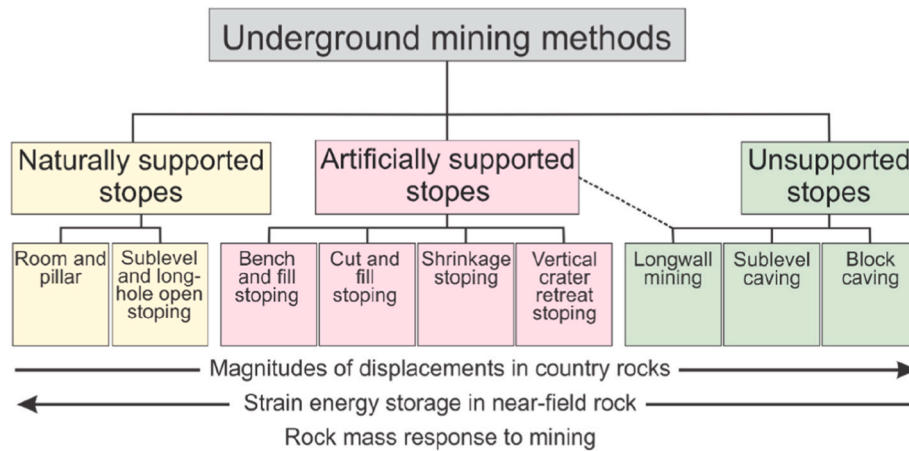 Underground mining methods
Naturally supported
stopes
Artificially supported
stopes
Unsupported
stopes
Room and
pillar
Sublevel
and long-
hole open
stoping
Bench
and fill
stoping
Cut and
fill
stoping
Shrinkage
stoping
Vertical
crater
retreat
stoping
Longwall
mining
Sublevel
caving
Block
caving
Magnitudes of displacements in country rocks
Strain energy storage in near-field rock
Rock mass response to mining